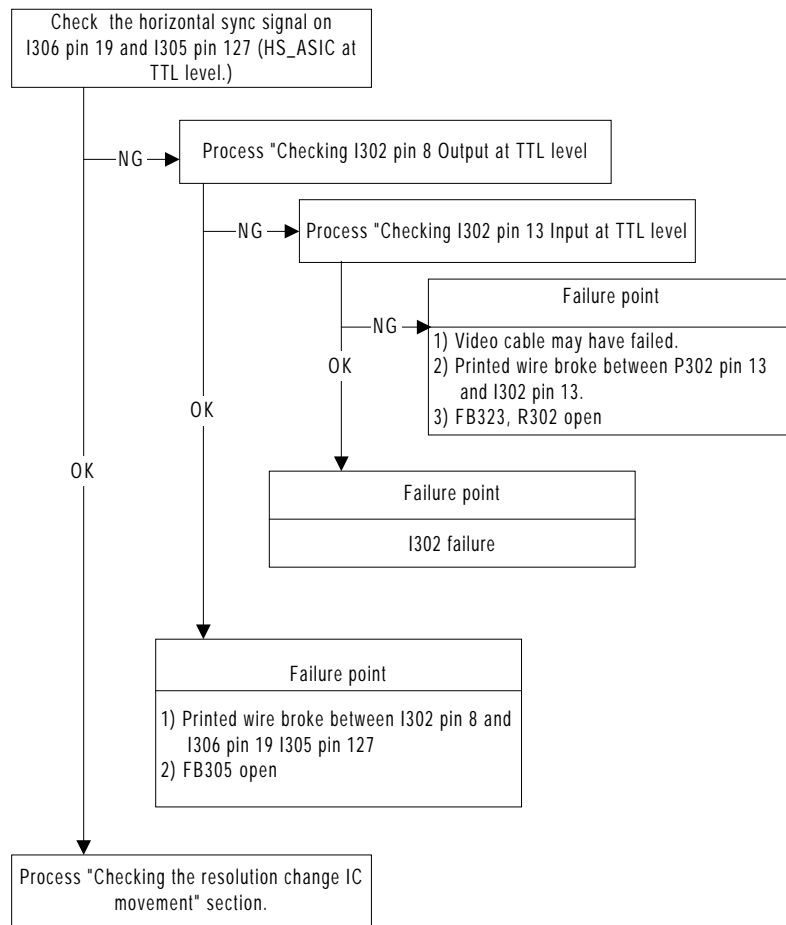 Check the horizontal sync signal on
I306 pin 19 and I305 pin 127 (HS_ASIC at
TTL level.)
NG
Process "Checking I302 pin 8 Output at TTL level
NG
Process "Checking I302 pin 13 Input at TTL level
Failure point
NG
1) Video cable may have failed.
2) Printed wire broke between P302 pin 13
and I302 pin 13.
3) FB323, R302 open
OK
OK
OK
Failure point
I302 failure
Failure point
1) Printed wire broke between I302 pin 8 and
I306 pin 19 I305 pin 127
2) FB305 open
Process "Checking the resolution change IC
movement" section.